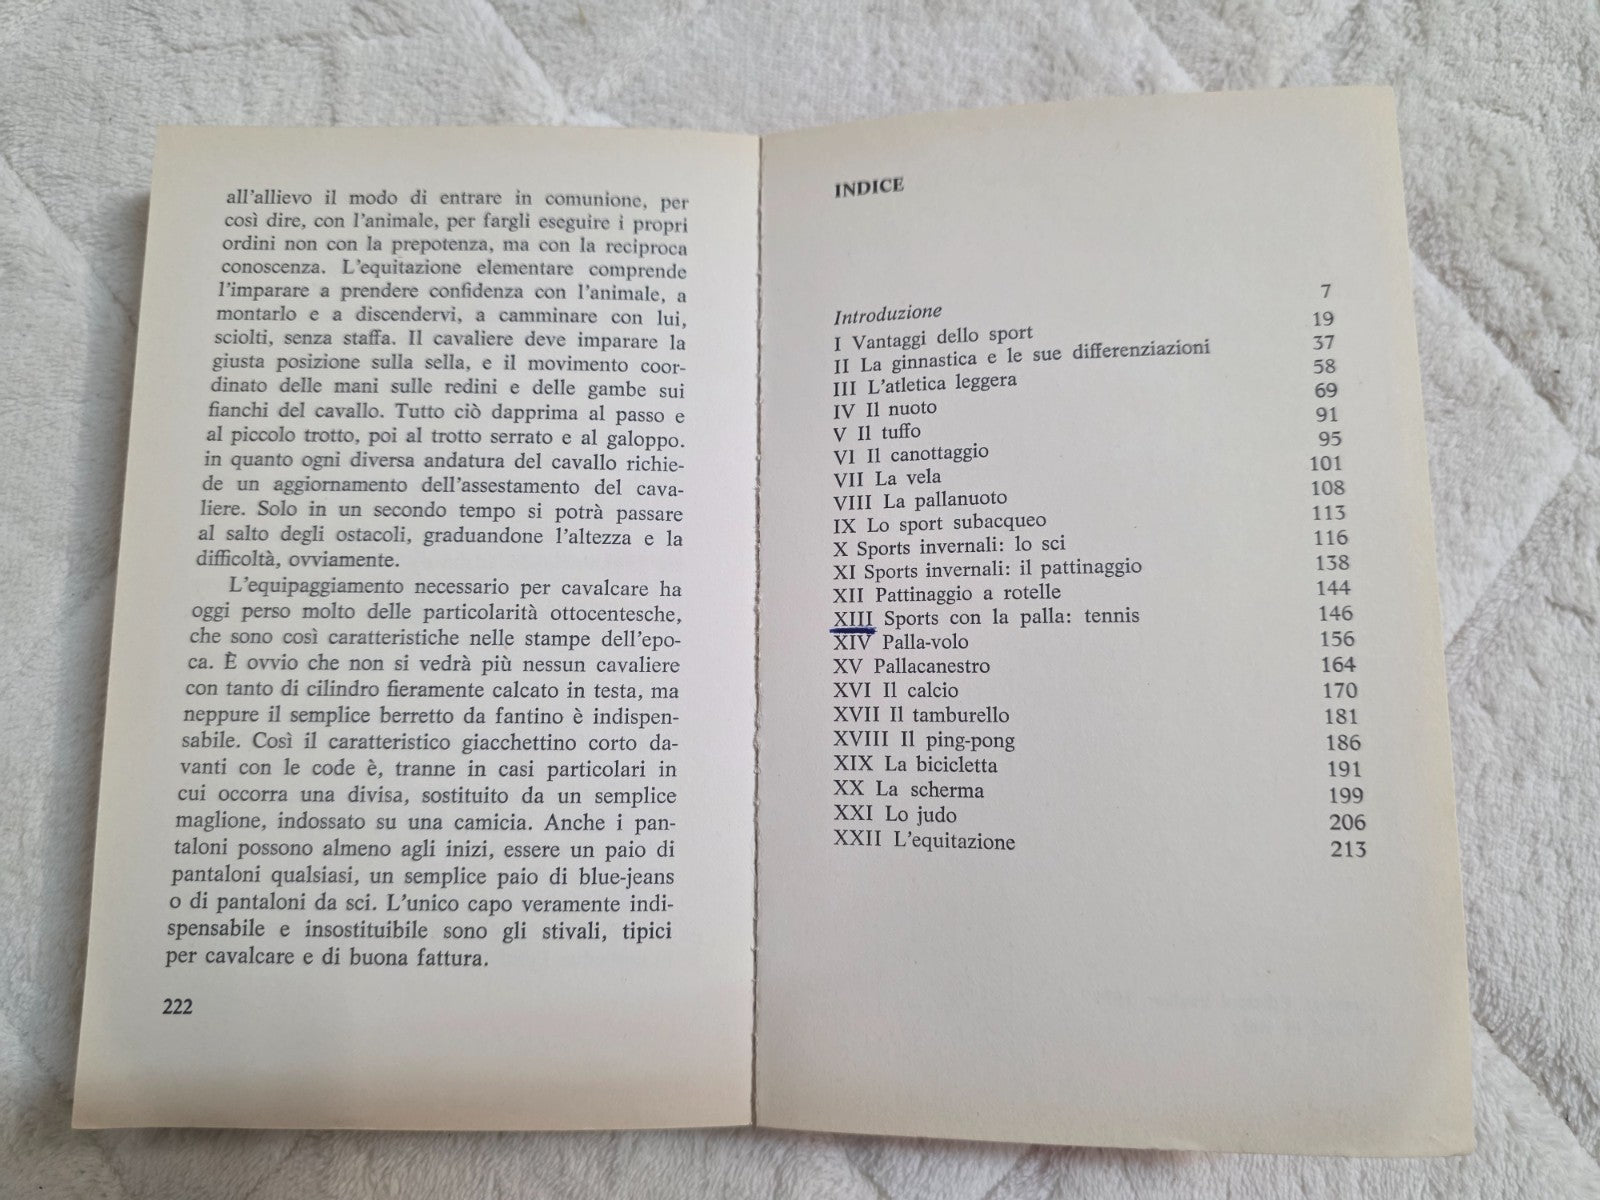 all'allievo il modo di entrare in comunione, per
così dire, con l'animale, per fargli eseguire i propri
ordini non con la prepotenza, ma con la reciproca
conoscenza. L'equitazione elementare comprende
l'imparare a prendere confidenza con l'animale, a
montarlo e a discendervi, a camminare con lui,
sciolti, senza staffa. Il cavaliere deve imparare la
giusta posizione sulla sella, e il movimento coor-
dinato delle mani sulle redini e delle gambe sui
fianchi del cavallo. Tutto ciò dapprima al passo e
al piccolo trotto, poi al trotto serrato e al galoppo.
in quanto ogni diversa andatura del cavallo richie-
de un aggiornamento dell'assestamento del cava-
liere. Solo in un secondo tempo si potrà passare
al salto degli ostacoli, graduandone l'altezza e la
difficoltà, ovviamente.
L'equipaggiamento necessario per cavalcare ha
oggi perso molto delle particolarità ottocentesche,
che sono così caratteristiche nelle stampe dell'epo-
ca. È ovvio che non si vedrà più nessun cavaliere
con tanto di cilindro fieramente calcato in testa, ma
neppure il semplice berretto da fantino è indispen-
sabile. Così il caratteristico giacchettino corto da-
vanti con le code è, tranne in casi particolari in
cui occorra una divisa, sostituito da un semplice
maglione, indossato su una camicia. Anche i pan-
taloni possono almeno agli inizi, essere un paio di
pantaloni qualsiasi, un semplice paio di blue-jeans
o di pantaloni da sci. L'unico capo veramente indi-
spensabile e insostituibile sono gli stivali, tipici
per cavalcare e di buona fattura.
222
INDICE
Introduzione 7
I Vantaggi dello sport 19
II La ginnastica e le sue differenziazioni 37
III L'atletica leggera 58
IV Il nuoto 69
V Il tuffo 91
VI Il canottaggio 95
VII La vela 101
VIII La pallanuoto 108
IX Lo sport subacqueo 113
X Sports invernali: lo sci 116
XI Sports invernali: il pattinaggio 138
XII Pattinaggio a rotelle 144
XIII Sports con la palla: tennis 146
XIV Palla-volo 156
XV Pallacanestro 164
XVI Il calcio 170
XVII Il tamburello 181
XVIII Il ping-pong 186
XIX La bicicletta 191
XX La scherma 199
XXI Lo judo 206
XXII L'equitazione 213